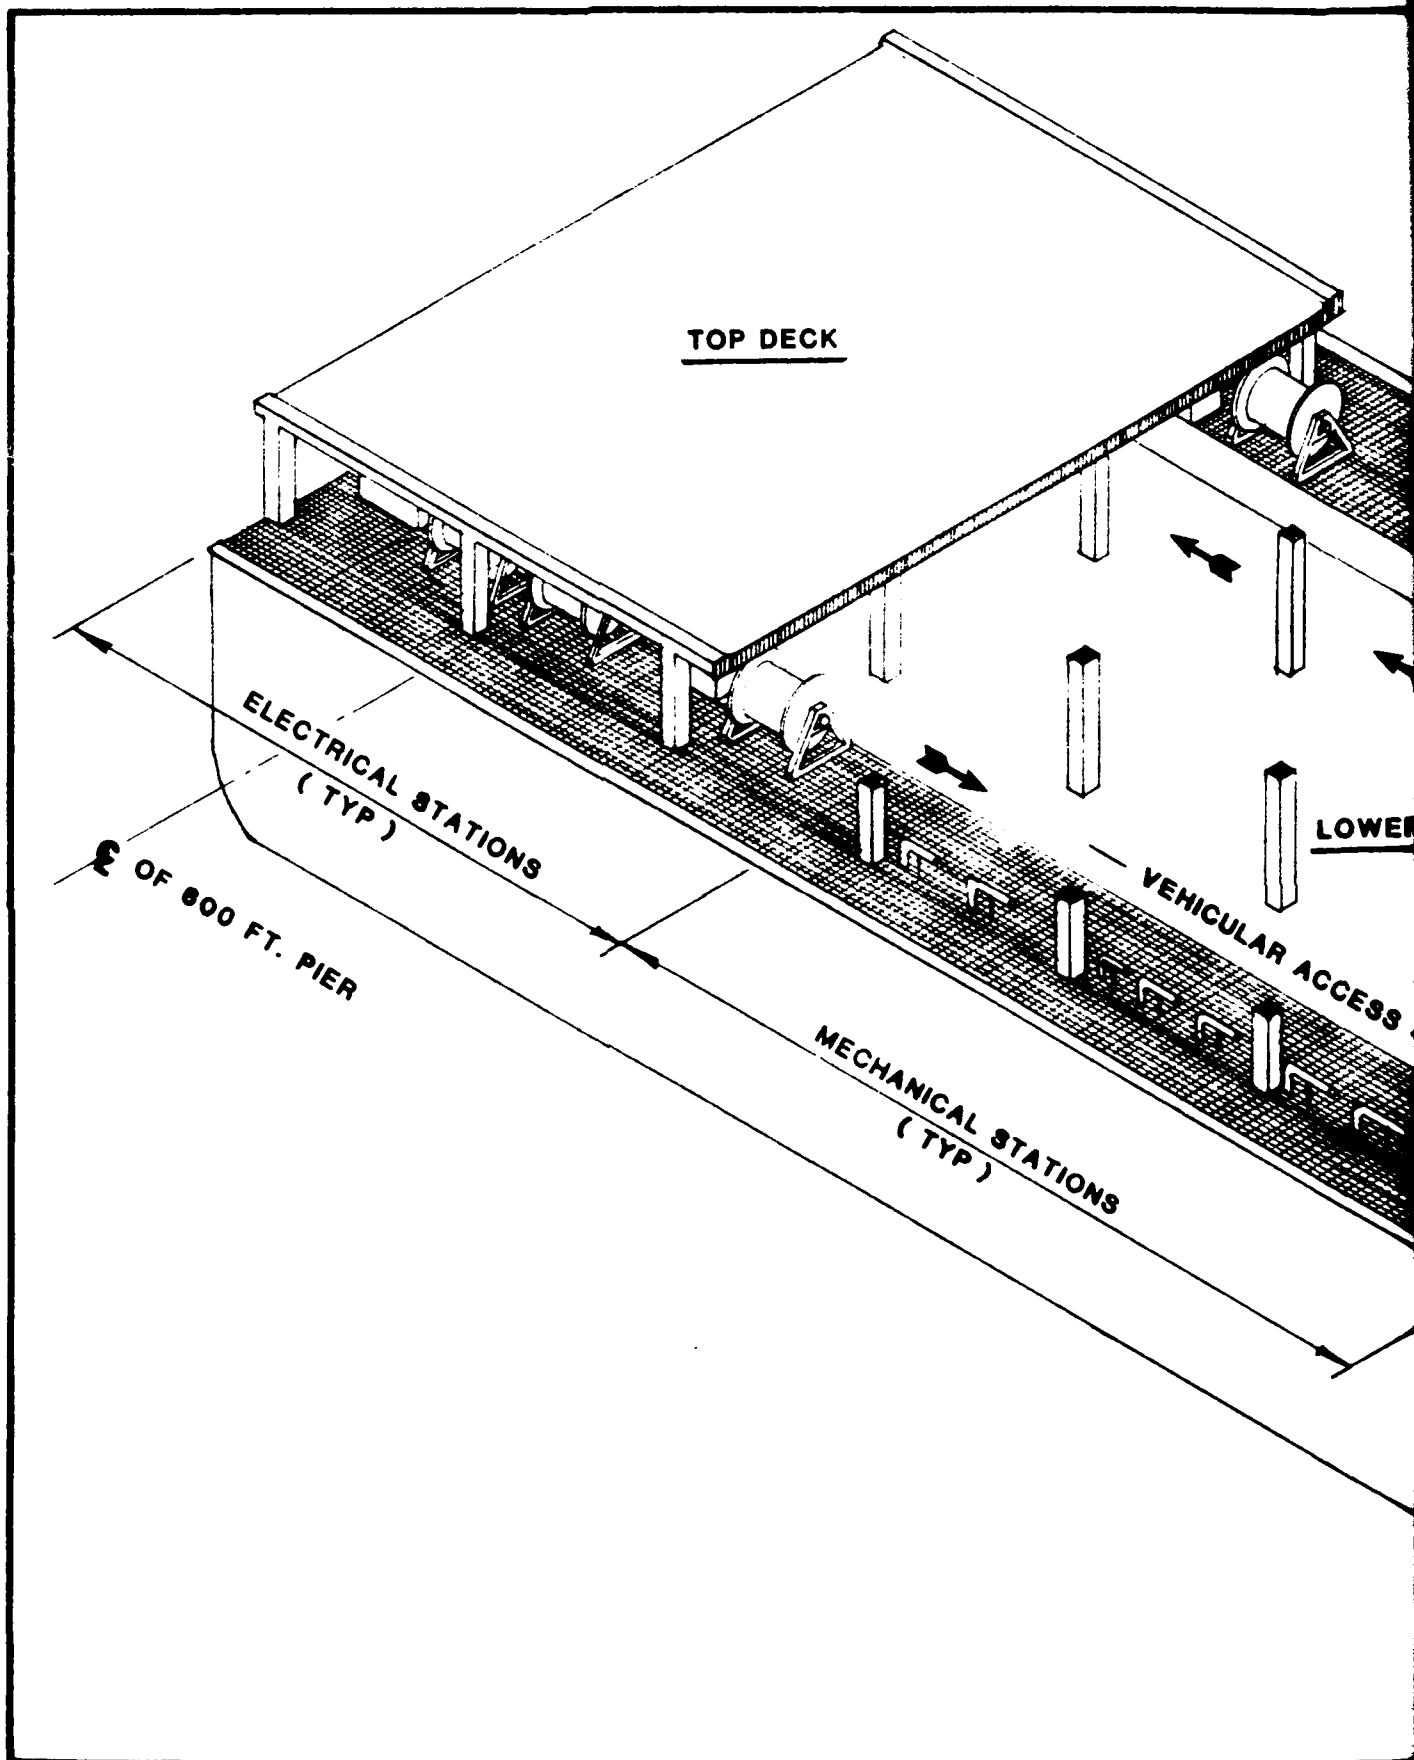 TOP DECK
ELECTRICAL STATIONS
( TYP )
LOWER
VEHICULAR ACCESS
℄ OF 600 FT. PIER
MECHANICAL STATIONS
( TYP )